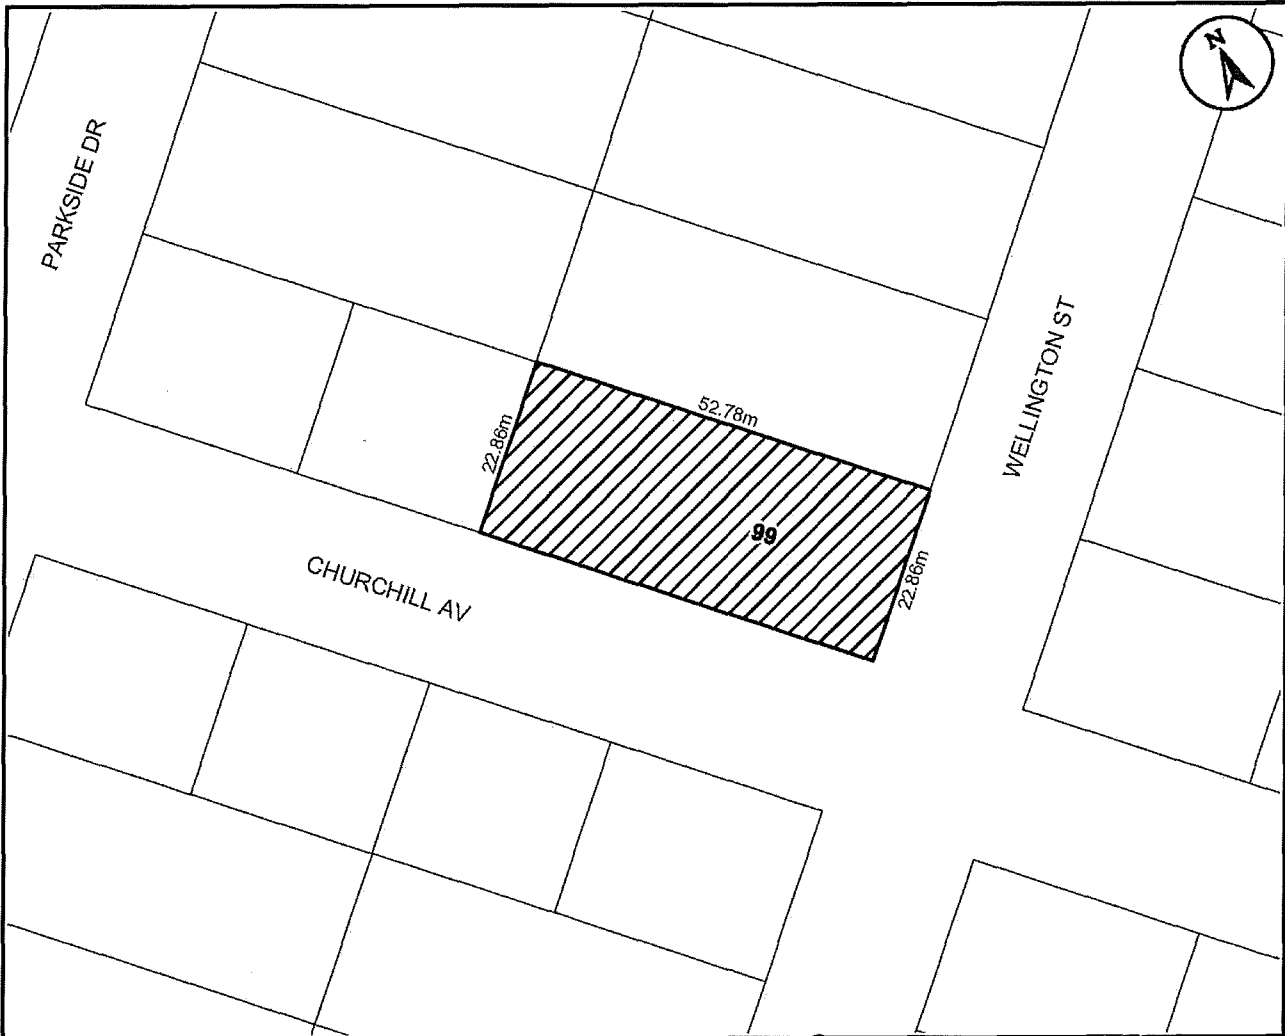 N
PARKSIDE DR
WELLINGTON ST
52.78m
22.86m
99
22.86m
CHURCHILL AV